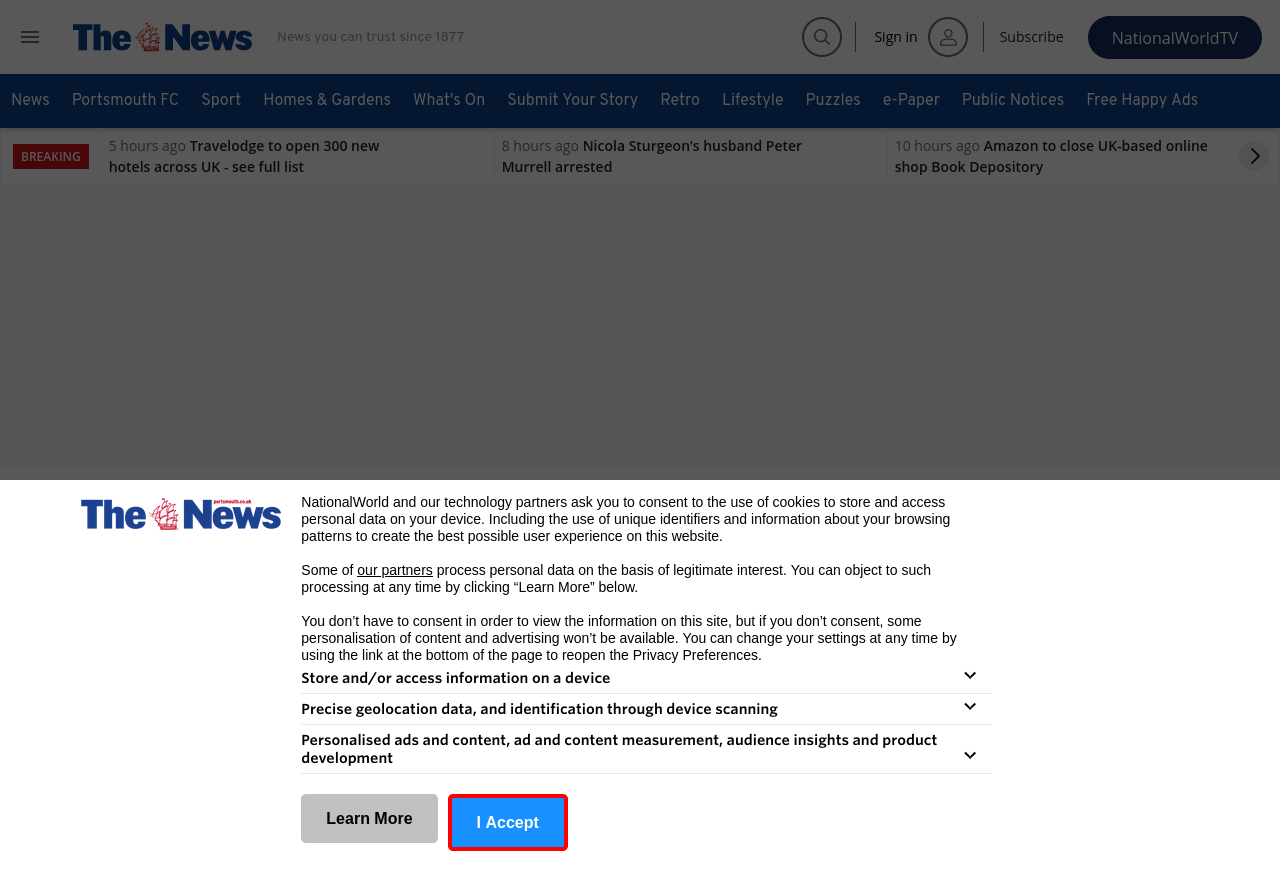 The News
News you can trust since 1877
Sign in
Subscribe
NationalWorldTV
News Portsmouth FC Sport Homes & Gardens What's On Submit Your Story Retro Lifestyle Puzzles e-Paper Public Notices Free Happy Ads
BREAKING
5 hours ago Travelodge to open 300 new
hotels across UK - see full list
8 hours ago Nicola Sturgeon’s husband Peter
Murrell arrested
10 hours ago Amazon to close UK-based online
shop Book Depository
The News
portsmouth.co.uk
NationalWorld and our technology partners ask you to consent to the use of cookies to store and access
personal data on your device. Including the use of unique identifiers and information about your browsing
patterns to create the best possible user experience on this website.
Some of our partners process personal data on the basis of legitimate interest. You can object to such
processing at any time by clicking “Learn More” below.
You don’t have to consent in order to view the information on this site, but if you don’t consent, some
personalisation of content and advertising won’t be available. You can change your settings at any time by
using the link at the bottom of the page to reopen the Privacy Preferences.
Store and/or access information on a device
Precise geolocation data, and identification through device scanning
Personalised ads and content, ad and content measurement, audience insights and product
development
Learn More
I Accept